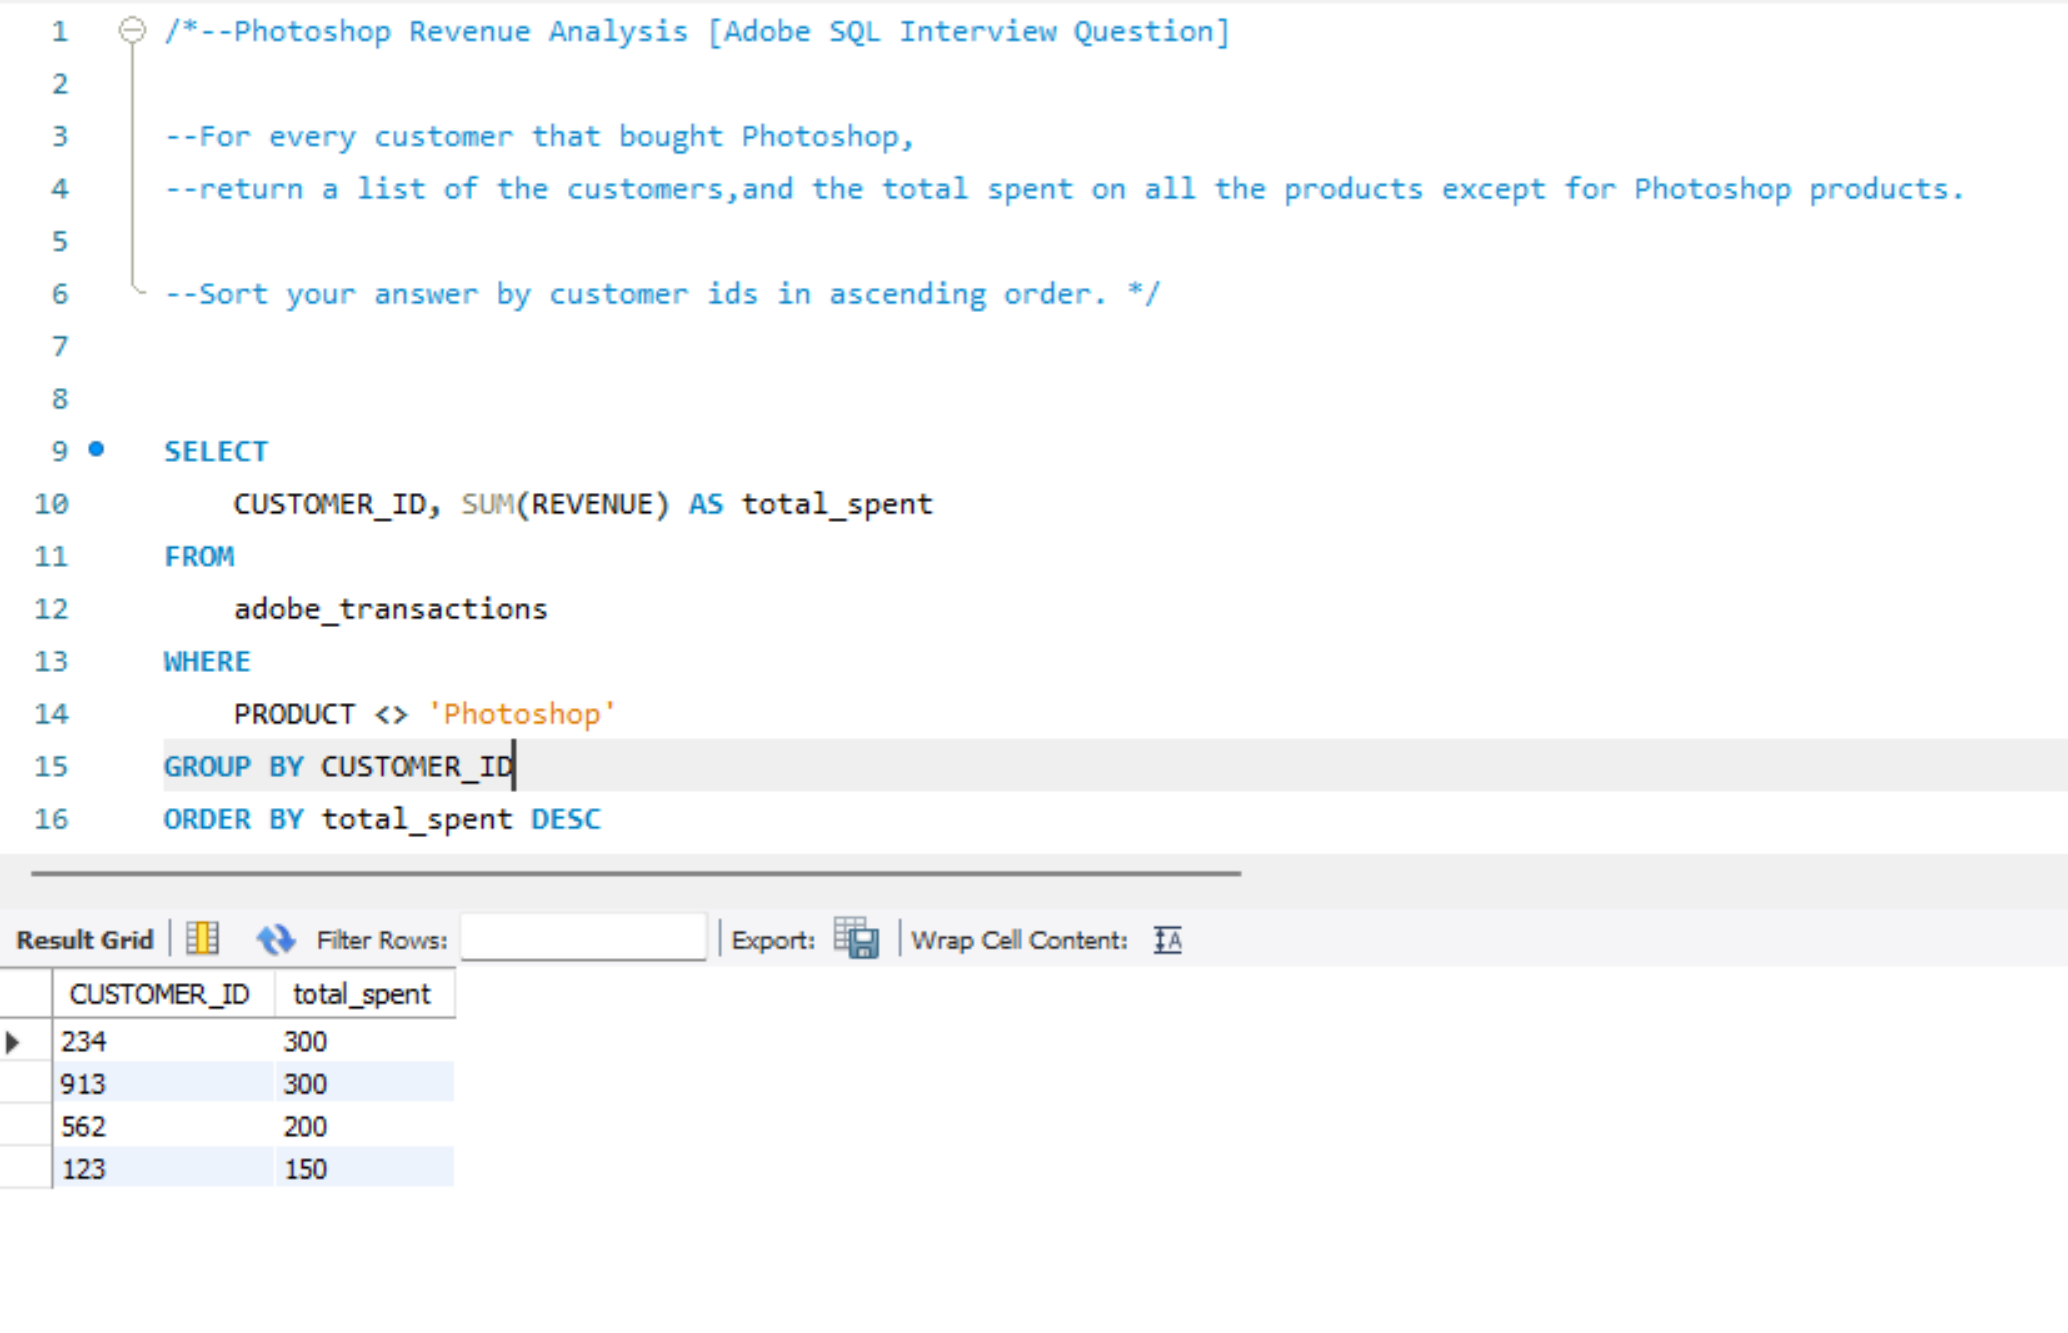 1 /*--Photoshop Revenue Analysis [Adobe SQL Interview Question]
2
3 --For every customer that bought Photoshop,
4 --return a list of the customers,and the total spent on all the products except for Photoshop products.
5
6 --Sort your answer by customer ids in ascending order. */
7
8
9 SELECT
10 CUSTOMER_ID, SUM(REVENUE) AS total_spent
11 FROM
12 adobe_transactions
13 WHERE
14 PRODUCT <> 'Photoshop'
15 GROUP BY CUSTOMER_ID
16 ORDER BY total_spent DESC
Result Grid Filter Rows: Export: Wrap Cell Content:
CUSTOMER_ID total_spent
234 300
913 300
562 200
123 150